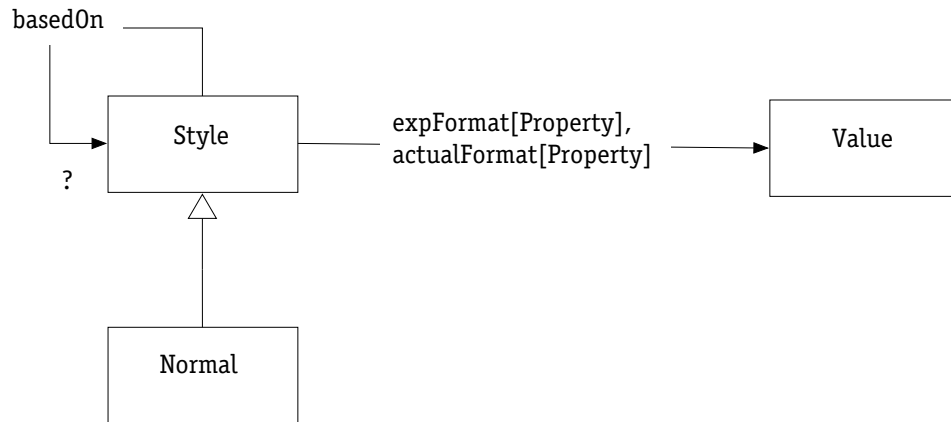 basedOn
Style
expFormat[Property],
actualFormat[Property]
Value
?
Normal